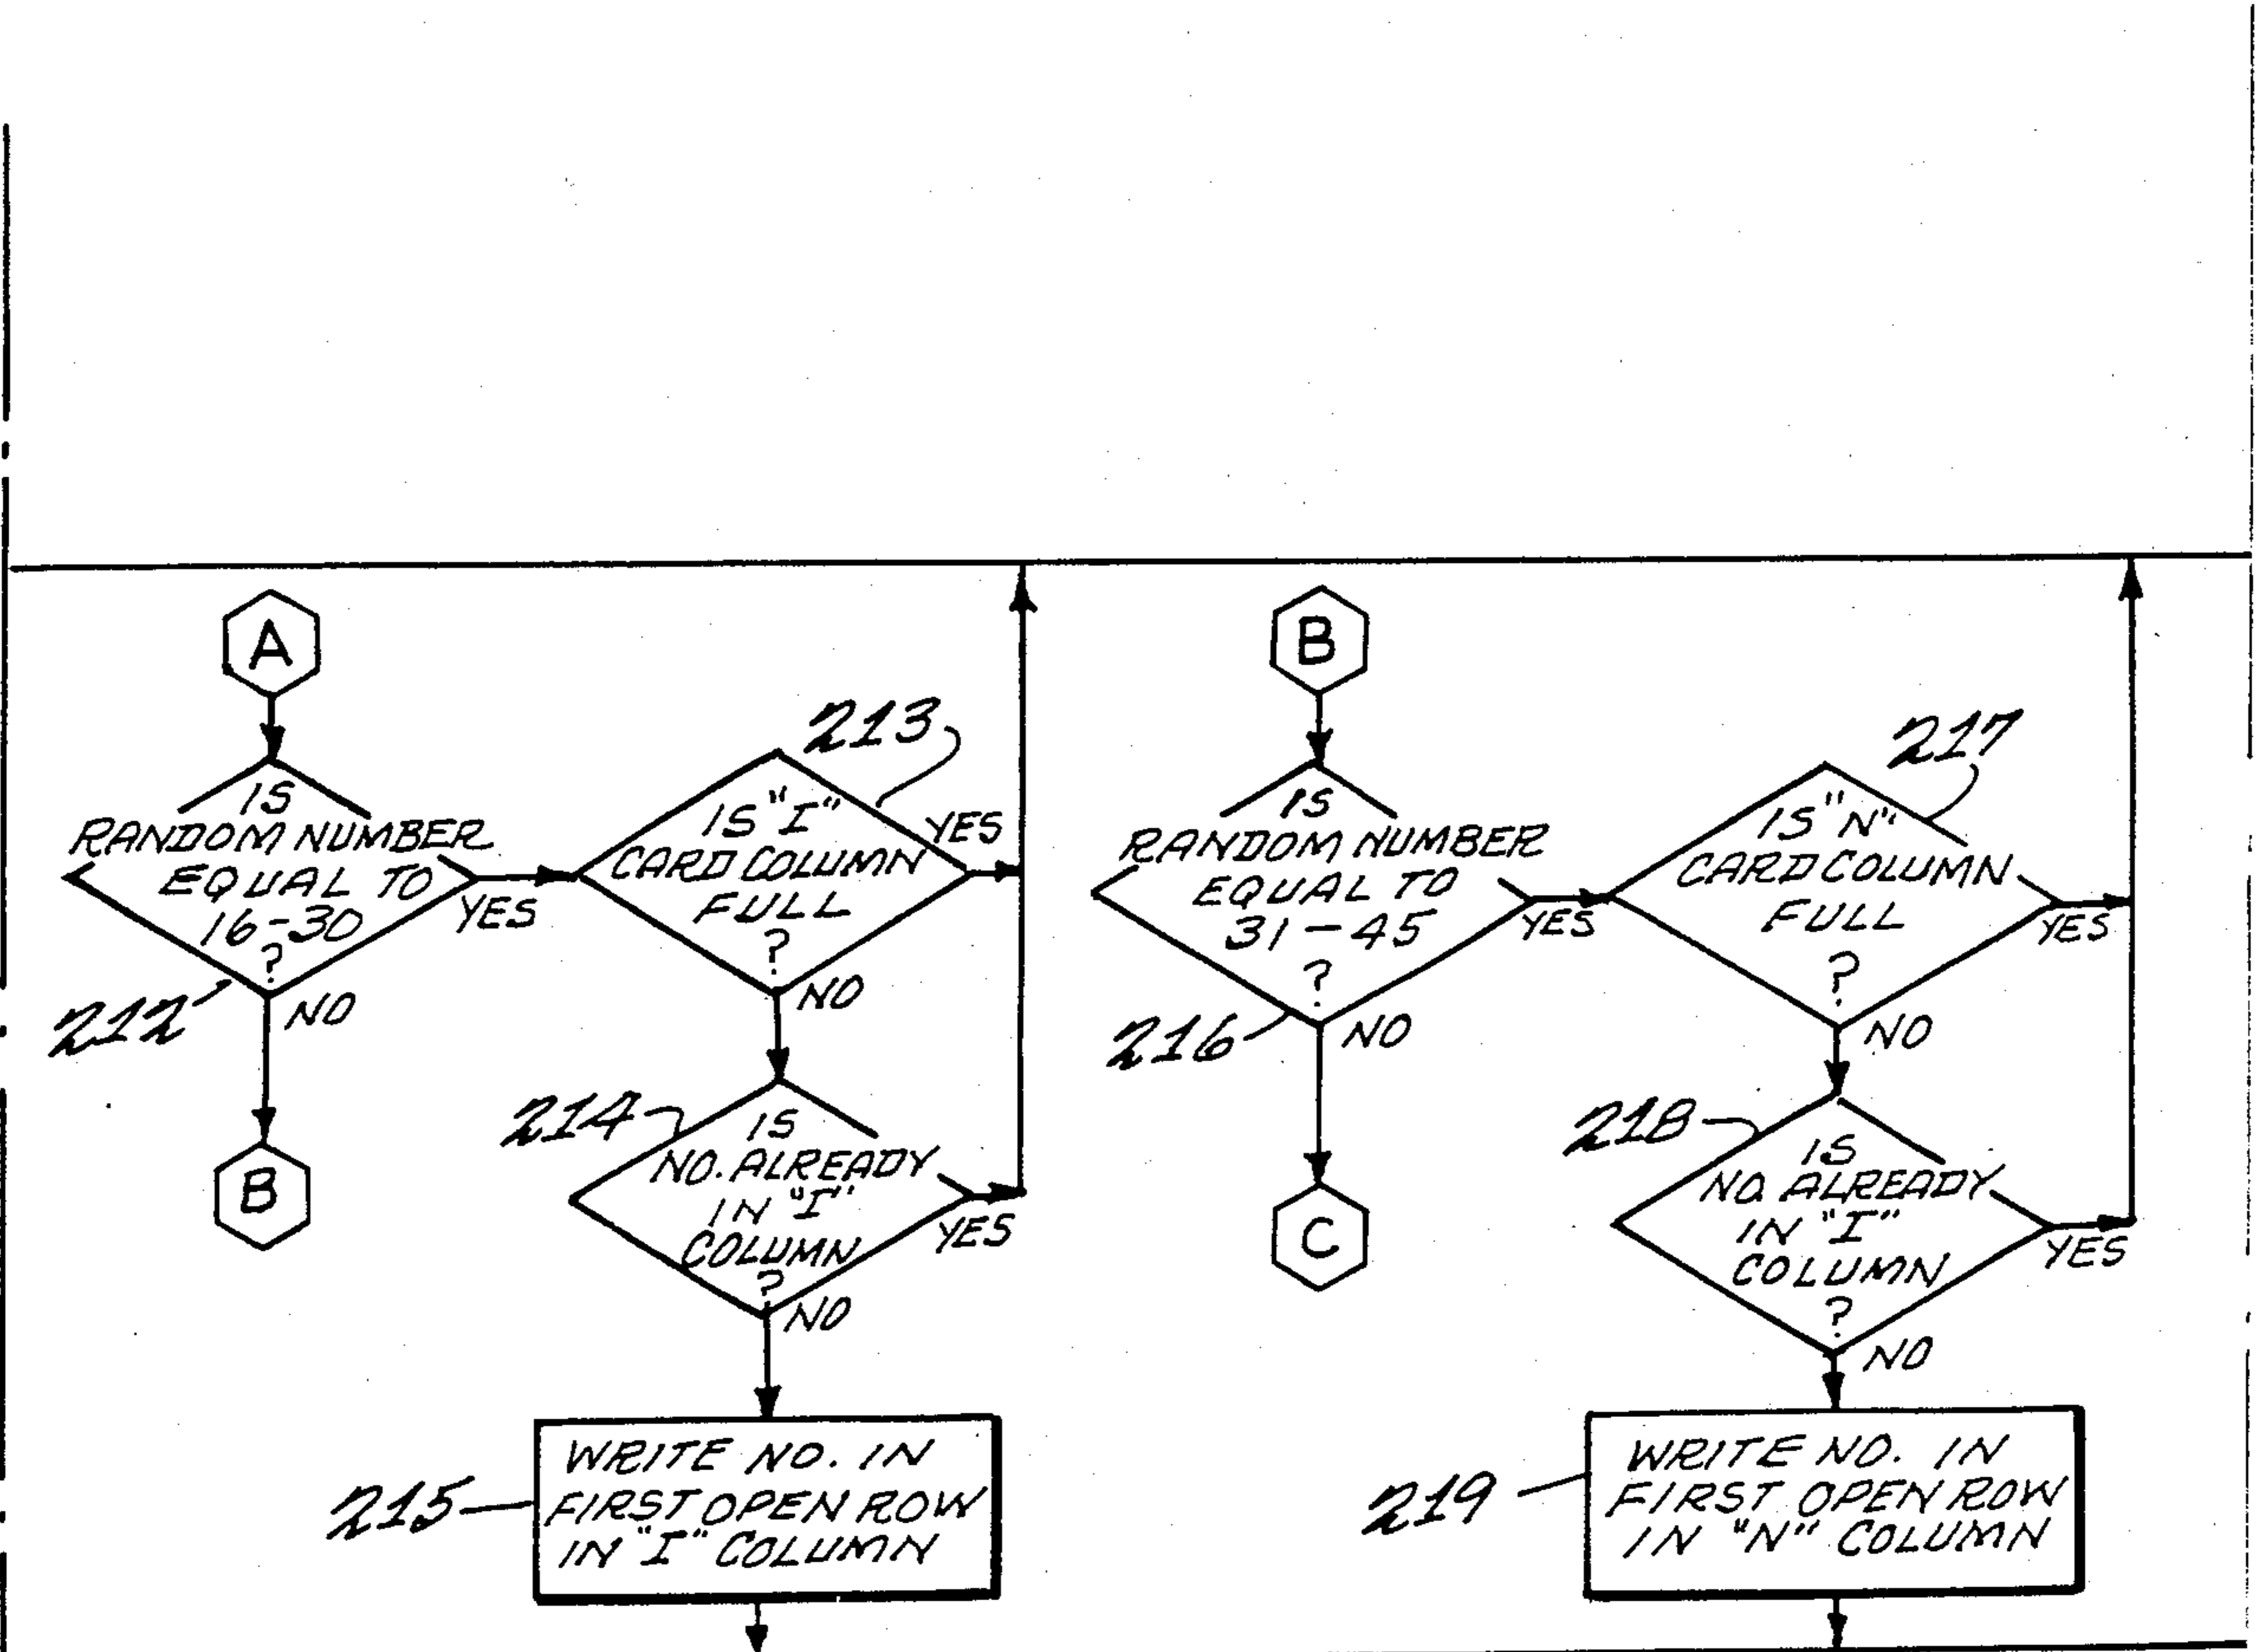 A
IS
RANDOM NUMBER
EQUAL TO
16-30
?
YES
NO
212
B
213
IS "I"
CARD COLUMN
FULL
?
YES
NO
214
IS
NO. ALREADY
IN "I"
COLUMN
?
YES
NO
215
WRITE NO. IN
FIRST OPEN ROW
IN "I" COLUMN
B
IS
RANDOM NUMBER
EQUAL TO
31-45
?
YES
NO
216
C
217
IS "N"
CARD COLUMN
FULL
?
YES
NO
218
IS
NO. ALREADY
IN "I"
COLUMN
?
YES
NO
219
WRITE NO. IN
FIRST OPEN ROW
IN "N" COLUMN